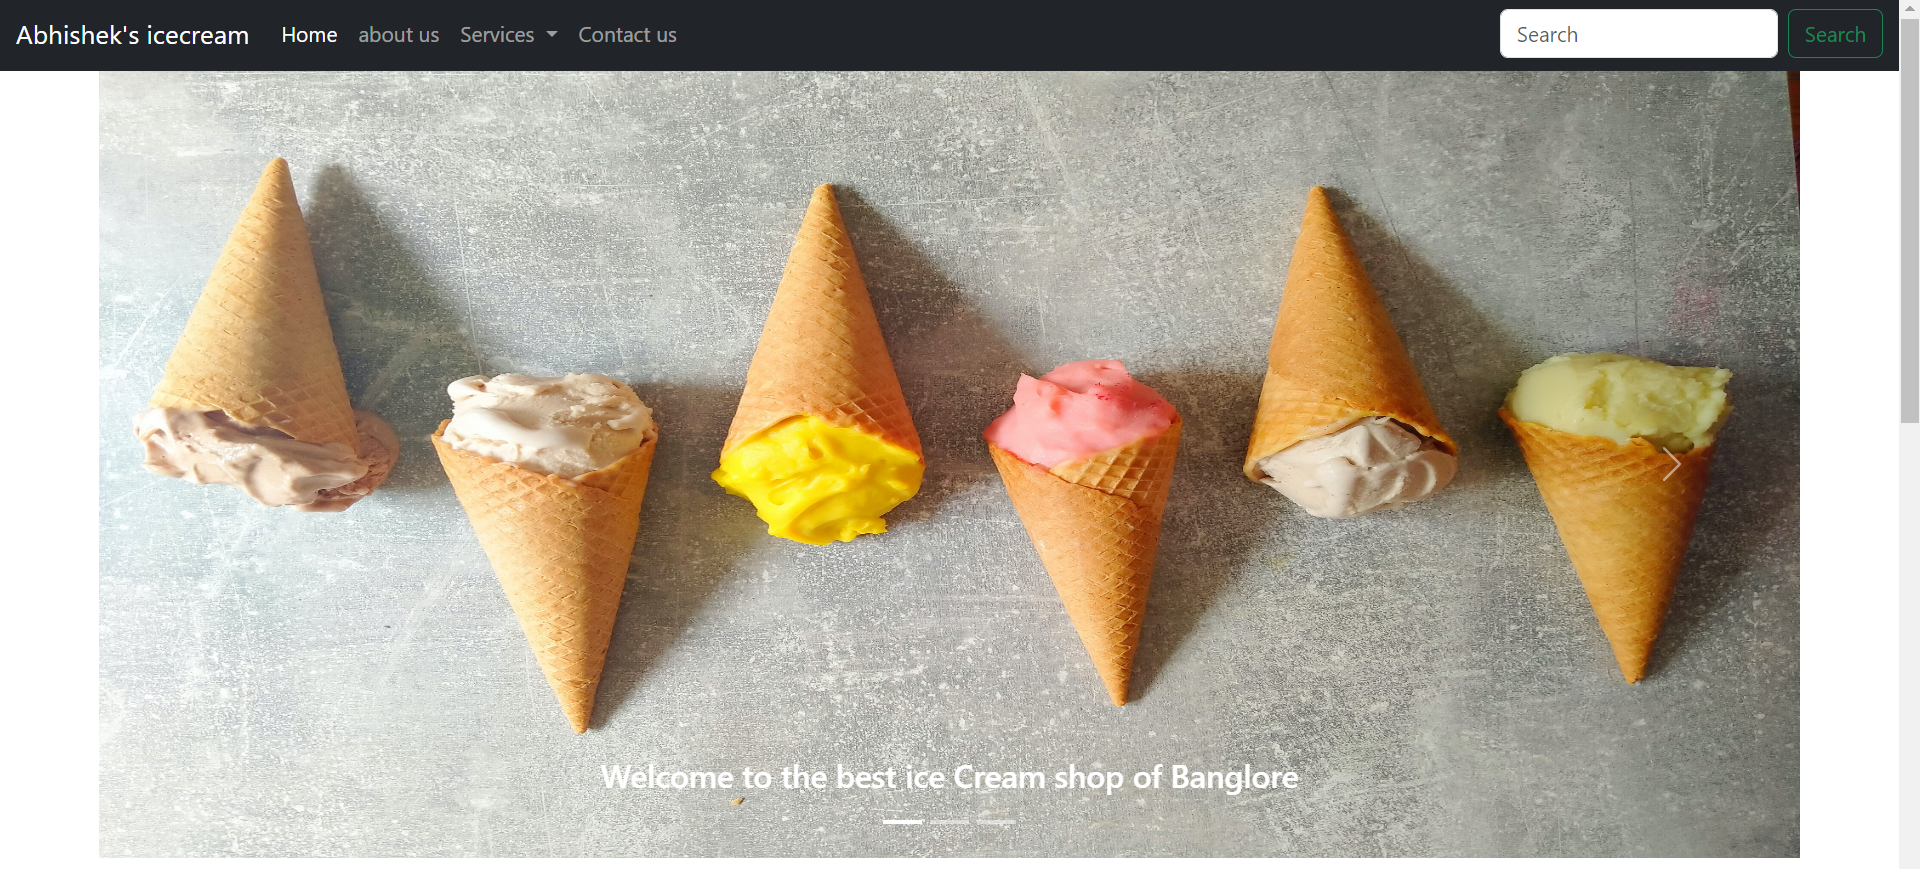 Abhishek's icecream Home about us Services Contact us Search Search
Welcome to the best ice Cream shop of Banglore